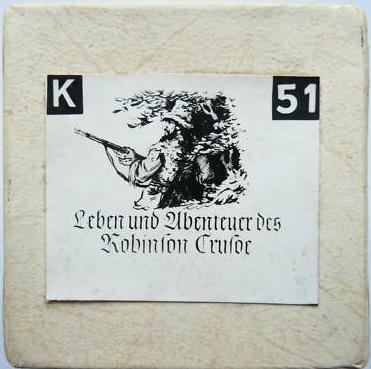 K 51
Leben und Abenteuer des
Robinson Crusoe